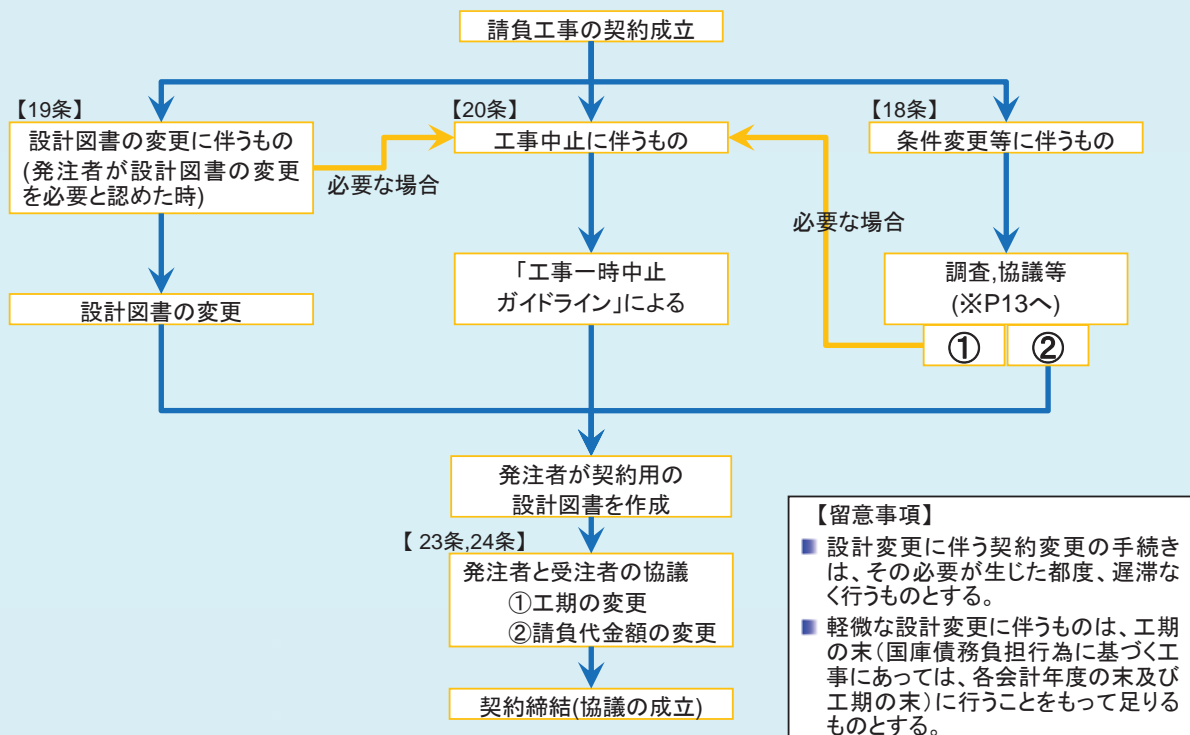 請負工事の契約成立
【19条】
設計図書の変更に伴うもの
(発注者が設計図書の変更
を必要と認めた時)
必要な場合
【20条】
工事中止に伴うもの
【18条】
条件変更等に伴うもの
必要な場合
設計図書の変更
「工事一時中止
ガイドライン」による
調査,協議等
(※P13へ)
① ②
発注者が契約用の
設計図書を作成
【 23条,24条】
発注者と受注者の協議
①工期の変更
②請負代金額の変更
契約締結(協議の成立)
【留意事項】
■ 設計変更に伴う契約変更の手続き
は、その必要が生じた都度、遅滞な
く行うものとする。
■ 軽微な設計変更に伴うものは、工期
の末(国庫債務負担行為に基づく工
事にあっては、各会計年度の末及び
工期の末)に行うことをもって足りる
ものとする。